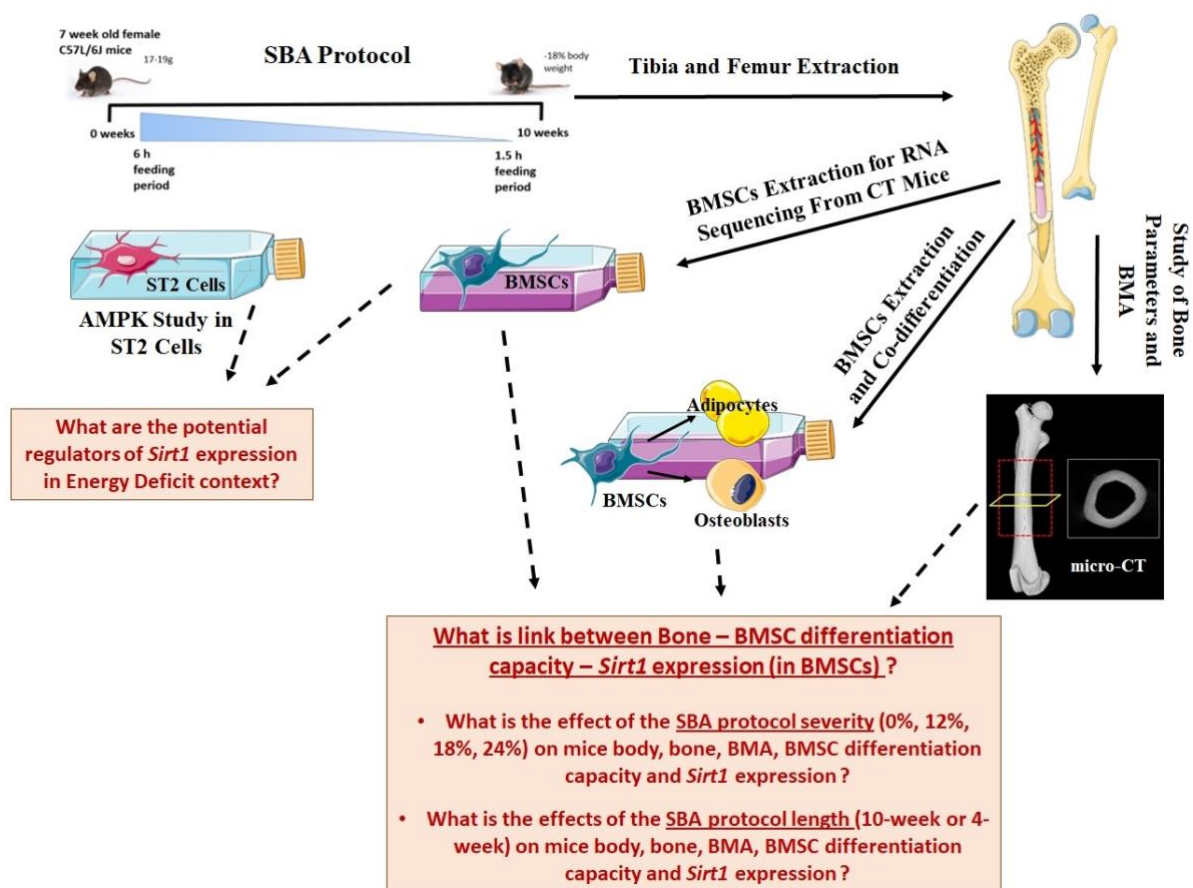 7 week old female
C57L/6J mice
17-19g
SBA Protocol
-18% body
weight
0 weeks
10 weeks
6 h
feeding
period
1.5 h
feeding
period
Tibia and Femur Extraction
BMSCs Extraction for RNA
Sequencing From CT Mice
BMSCs Extraction
and Co-differentiation
Study of Bone
Parameters and
BMA
ST2 Cells
AMPK Study in
ST2 Cells
BMSCs
Adipocytes
BMSCs
Osteoblasts
micro-CT
What are the potential
regulators of Sirt1 expression
in Energy Deficit context?
What is link between Bone – BMSC differentiation
capacity – Sirt1 expression (in BMSCs) ?
• What is the effect of the SBA protocol severity (0%, 12%,
18%, 24%) on mice body, bone, BMA, BMSC differentiation
capacity and Sirt1 expression ?
• What is the effects of the SBA protocol length (10-week or 4-
week) on mice body, bone, BMA, BMSC differentiation
capacity and Sirt1 expression ?